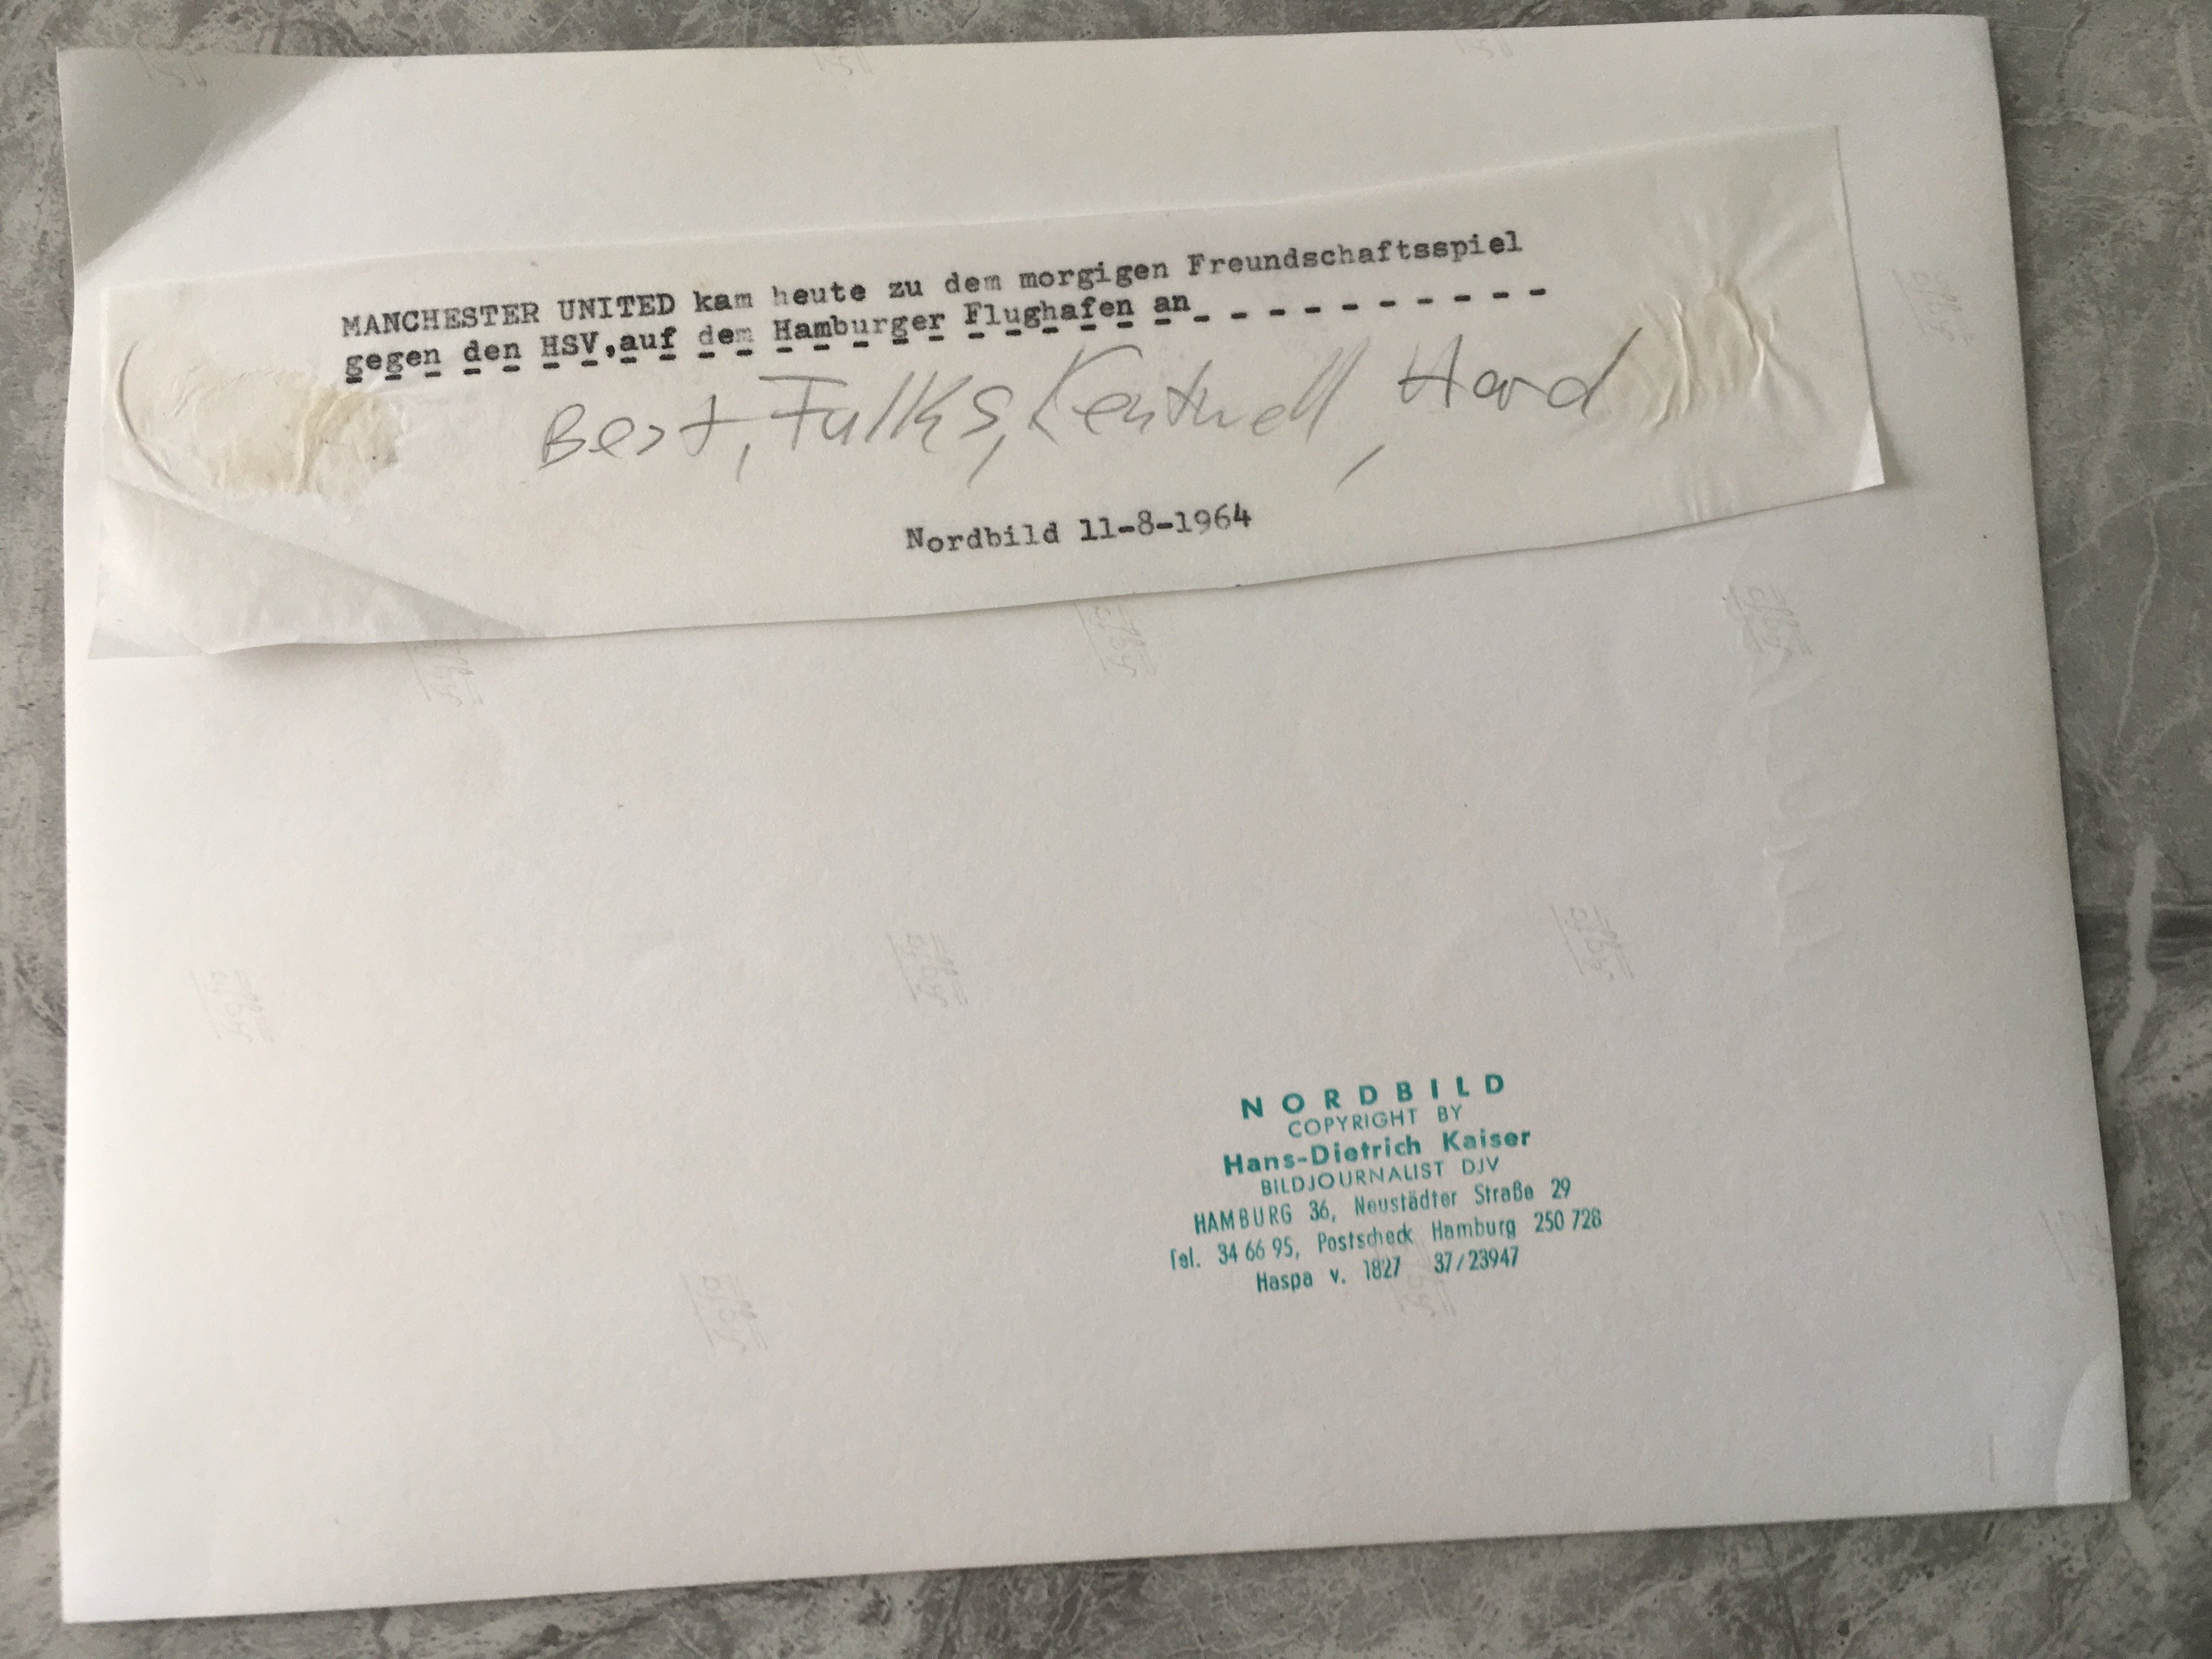 MANCHESTER UNITED kam heute zu dem morgigen Freundschaftsspiel
gegen den HSV,auf dem Hamburger Flughafen an----------
Best, Fulks, Kentwell, Hard
Nordbild 11-8-1964
NORDBILD
COPYRIGHT BY
Hans-Dietrich Kaiser
BILDJOURNALIST DJV
HAMBURG 36, Neustädter Straße 29
Tel. 34 66 95, Postscheck Hamburg 250 728
Haspa v. 1827 37/23947